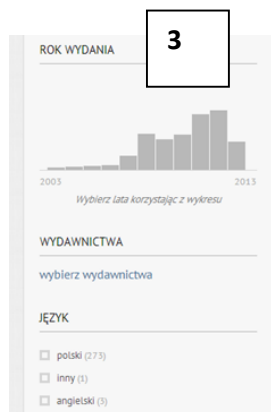 3
ROK WYDANIA
2003 2013
Wybierz lata korzystając z wykresu
WYDAWNICTWA
wybierz wydawnictwa
JĘZYK
polski (273)
inny (1)
angielski (3)